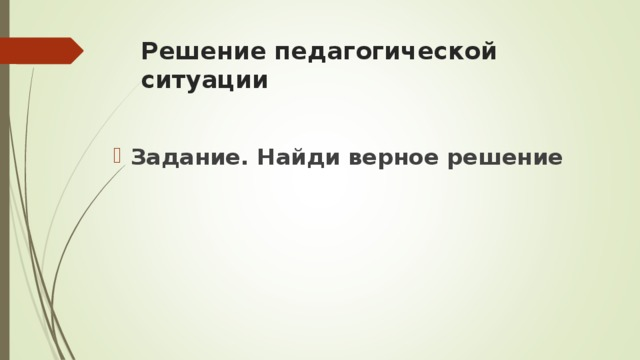 Решение педагогической
ситуации
Задание. Найди верное решение